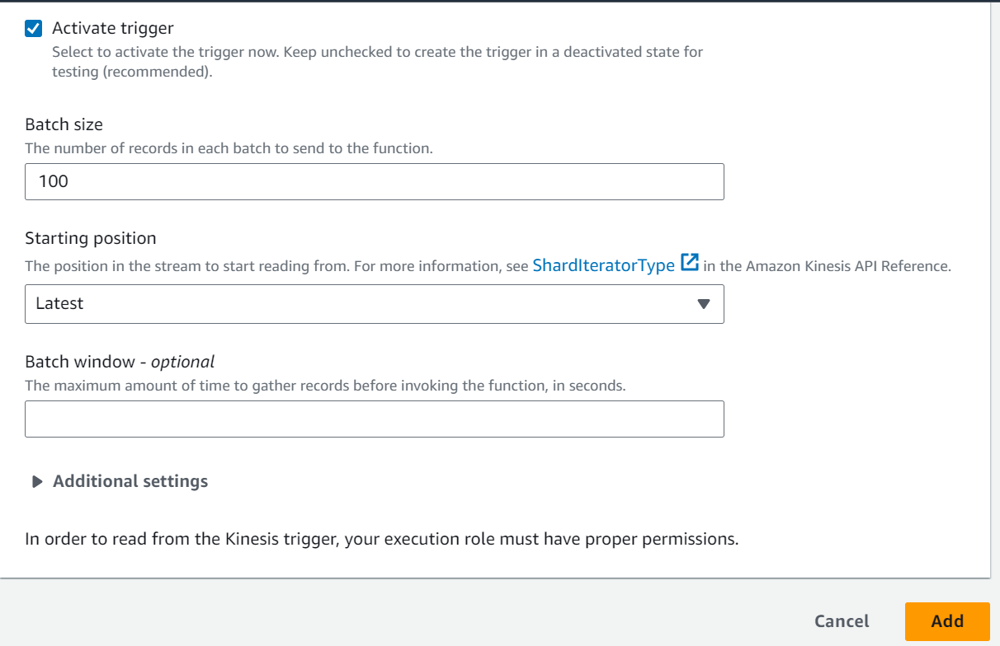 Activate trigger
Select to activate the trigger now. Keep unchecked to create the trigger in a deactivated state for
testing (recommended).
Batch size
The number of records in each batch to send to the function.
100
Starting position
The position in the stream to start reading from. For more information, see ShardIteratorType in the Amazon Kinesis API Reference.
Latest
Batch window - optional
The maximum amount of time to gather records before invoking the function, in seconds.
Additional settings
In order to read from the Kinesis trigger, your execution role must have proper permissions.
Cancel Add